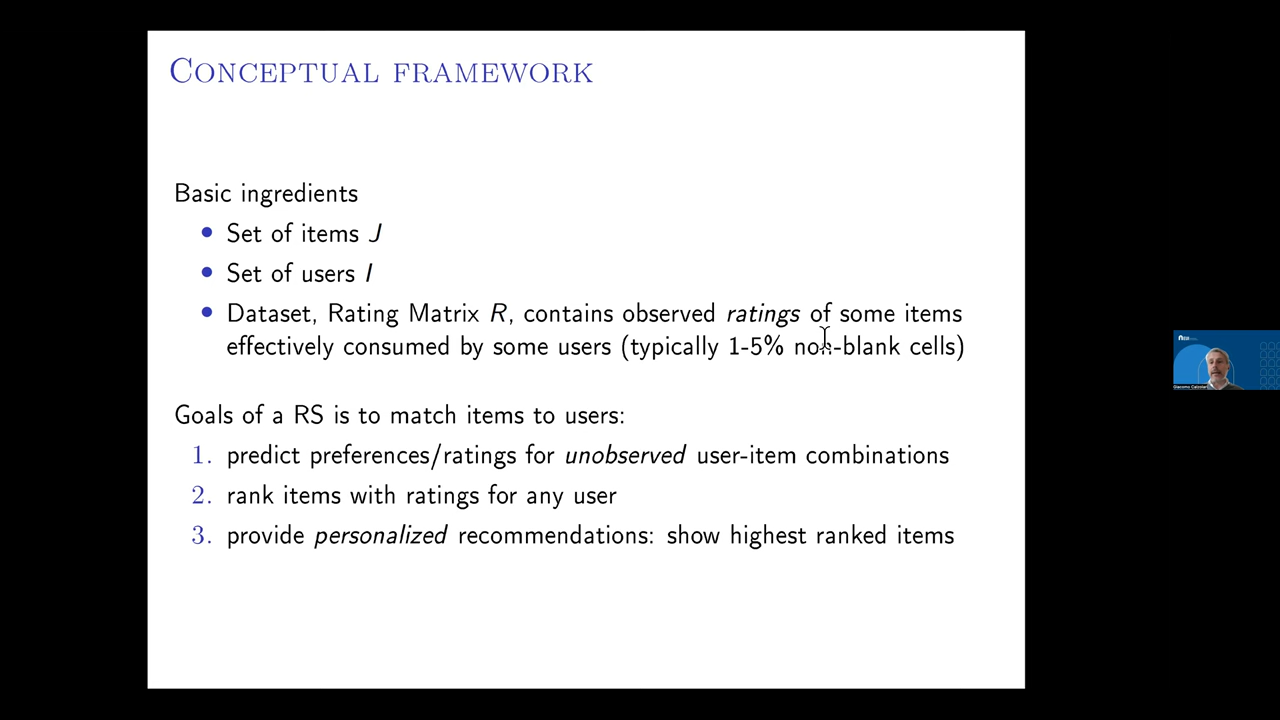 CONCEPTUAL FRAMEWORK
Basic ingredients
• Set of items J
• Set of users I
• Dataset, Rating Matrix R, contains observed ratings of some items
effectively consumed by some users (typically 1-5% non-blank cells)
Goals of a RS is to match items to users:
1. predict preferences/ratings for unobserved user-item combinations
2. rank items with ratings for any user
3. provide personalized recommendations: show highest ranked items
Giacomo Calzolari